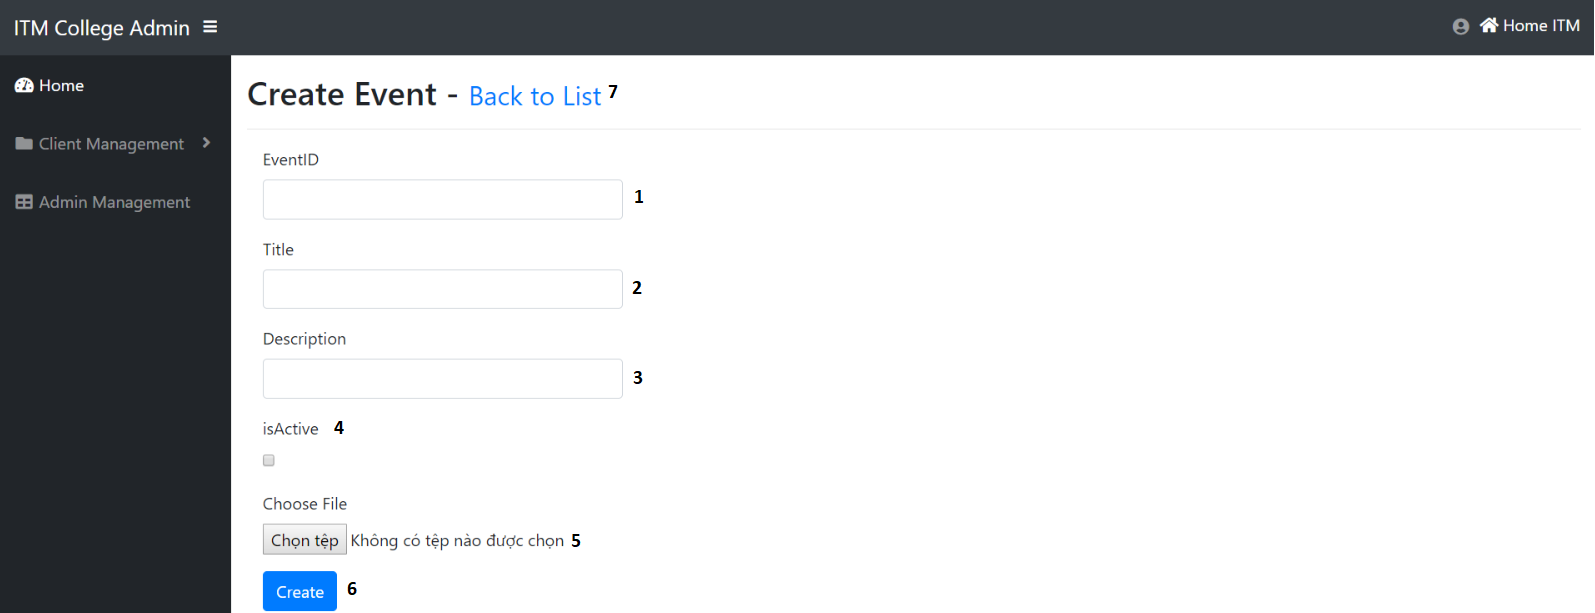 ITM College Admin
Home ITM
Home
Client Management
Admin Management
Create Event - Back to List 7
EventID
1
Title
2
Description
3
isActive 4
Choose File
Chọn tệp Không có tệp nào được chọn 5
Create 6